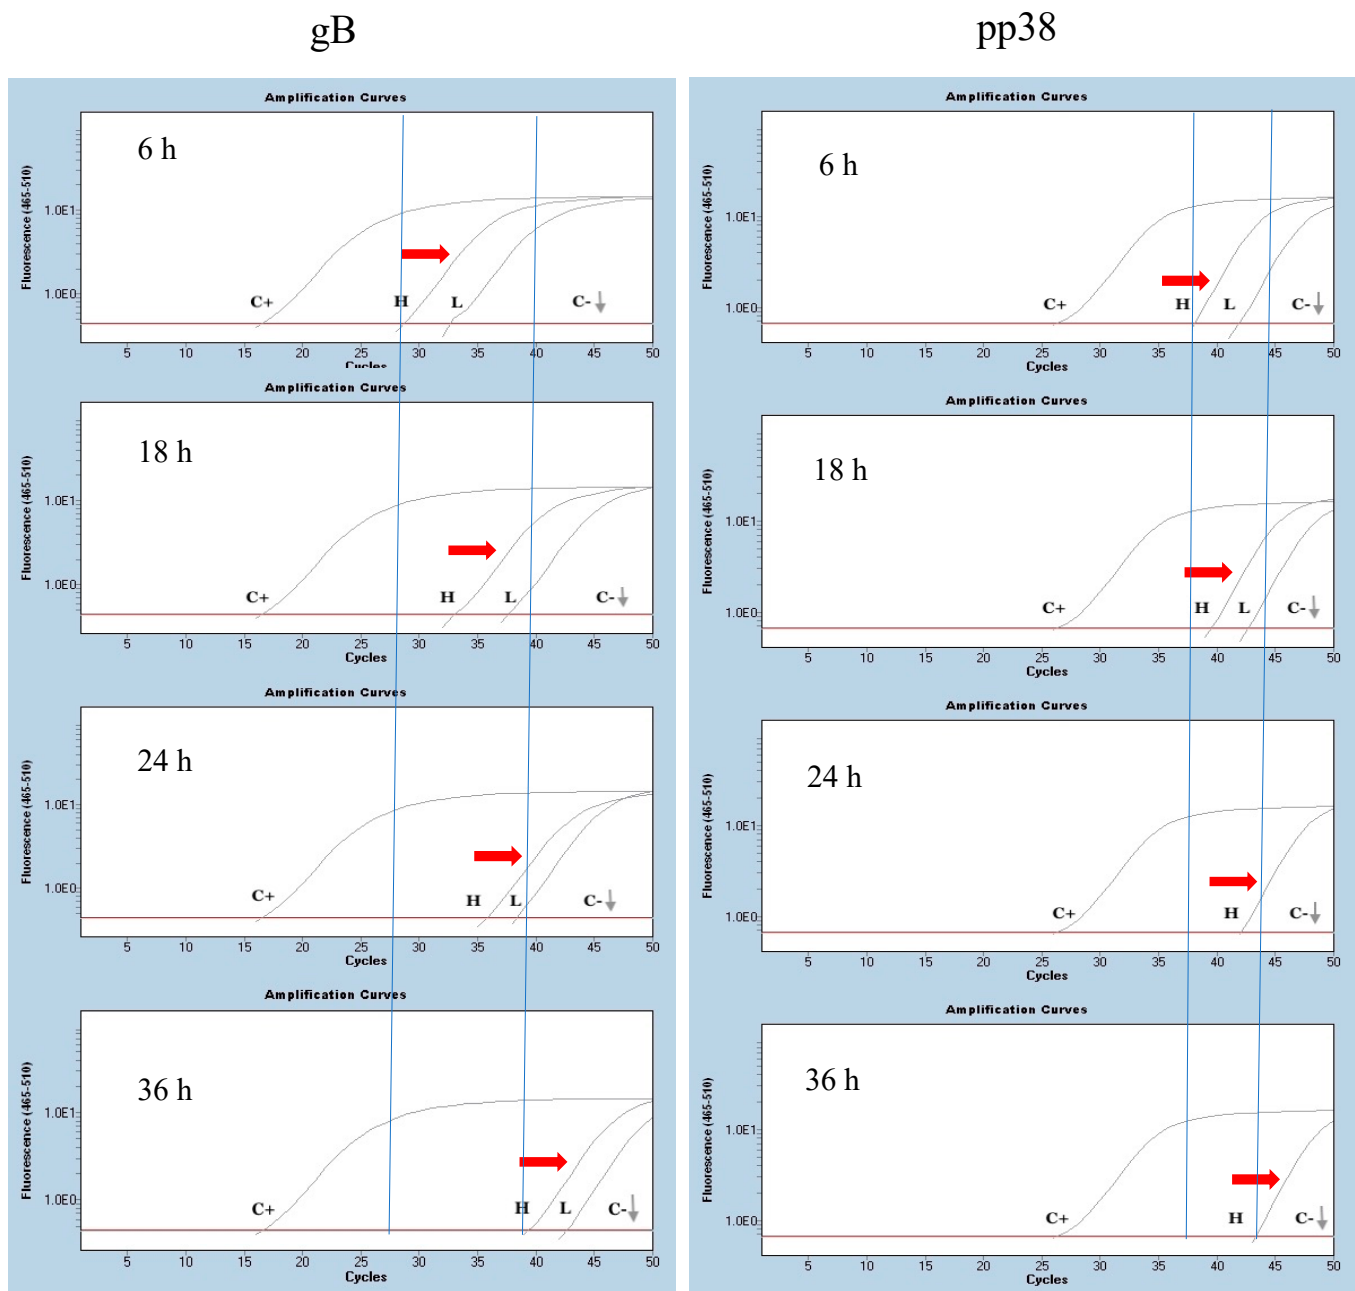 gB
Amplification Curves
6 h
Fluorescence (465-510)
1.0E1
1.0E0
C+ H L C-
5 10 15 20 25 30 35 40 45 50
Cycles
Amplification Curves
18 h
Fluorescence (465-510)
1.0E1
1.0E0
C+ H L C-
5 10 15 20 25 30 35 40 45 50
Cycles
Amplification Curves
24 h
Fluorescence (465-510)
1.0E1
1.0E0
C+ H L C-
5 10 15 20 25 30 35 40 45 50
Cycles
Amplification Curves
36 h
Fluorescence (465-510)
1.0E1
1.0E0
C+ H L C-
5 10 15 20 25 30 35 40 45 50
Cycles
pp38
Amplification Curves
6 h
Fluorescence (465-510)
1.0E1
1.0E0
C+ H L C-
5 10 15 20 25 30 35 40 45 50
Cycles
Amplification Curves
18 h
Fluorescence (465-510)
1.0E1
1.0E0
C+ H L C-
5 10 15 20 25 30 35 40 45 50
Cycles
Amplification Curves
24 h
Fluorescence (465-510)
1.0E1
1.0E0
C+ H C-
5 10 15 20 25 30 35 40 45 50
Cycles
Amplification Curves
36 h
Fluorescence (465-510)
1.0E1
1.0E0
C+ H C-
5 10 15 20 25 30 35 40 45 50
Cycles